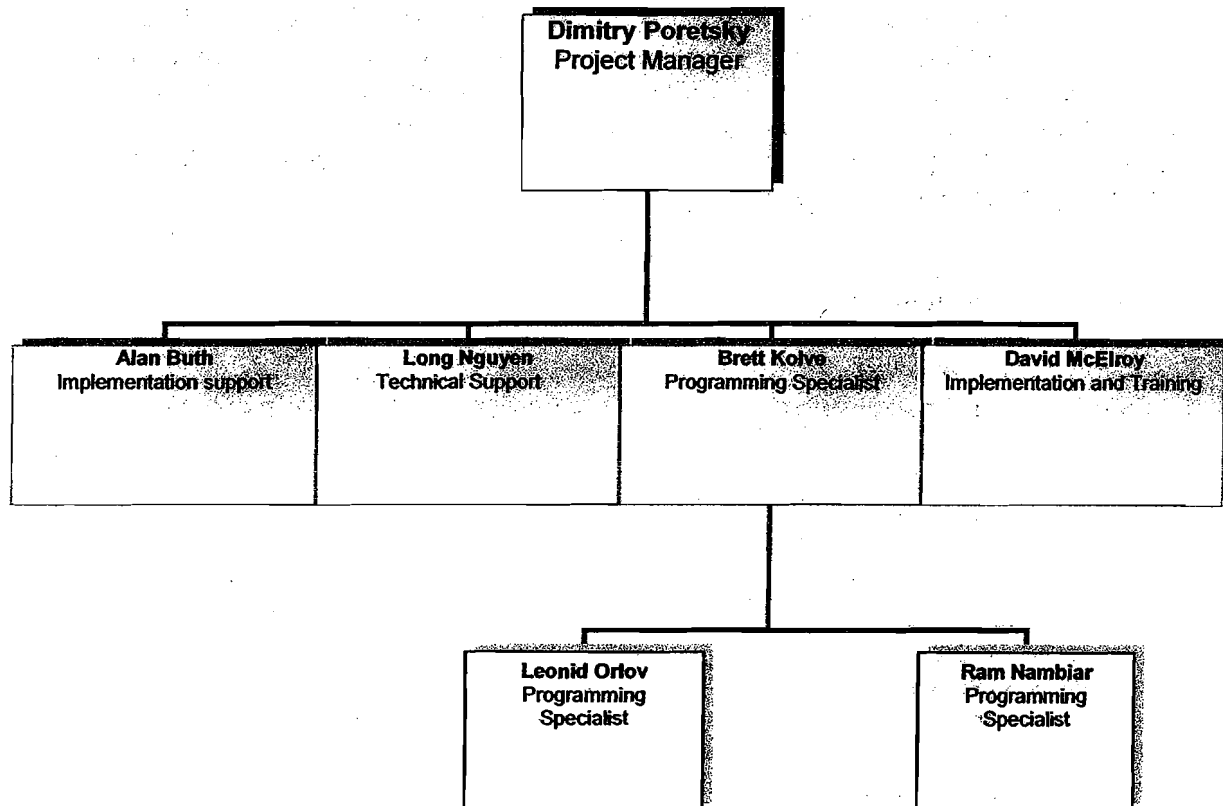 Dimitry Poretsky
Project Manager
Alan Buth
Implementation support
Long Nguyen
Technical Support
Brett Kolve
Programming Specialist
David McElroy
Implementation and Training
Leonid Orlov
Programming
Specialist
Ram Nambiar
Programming
Specialist